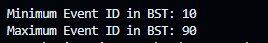 Minimum Event ID in BST: 10
Maximum Event ID in BST: 90